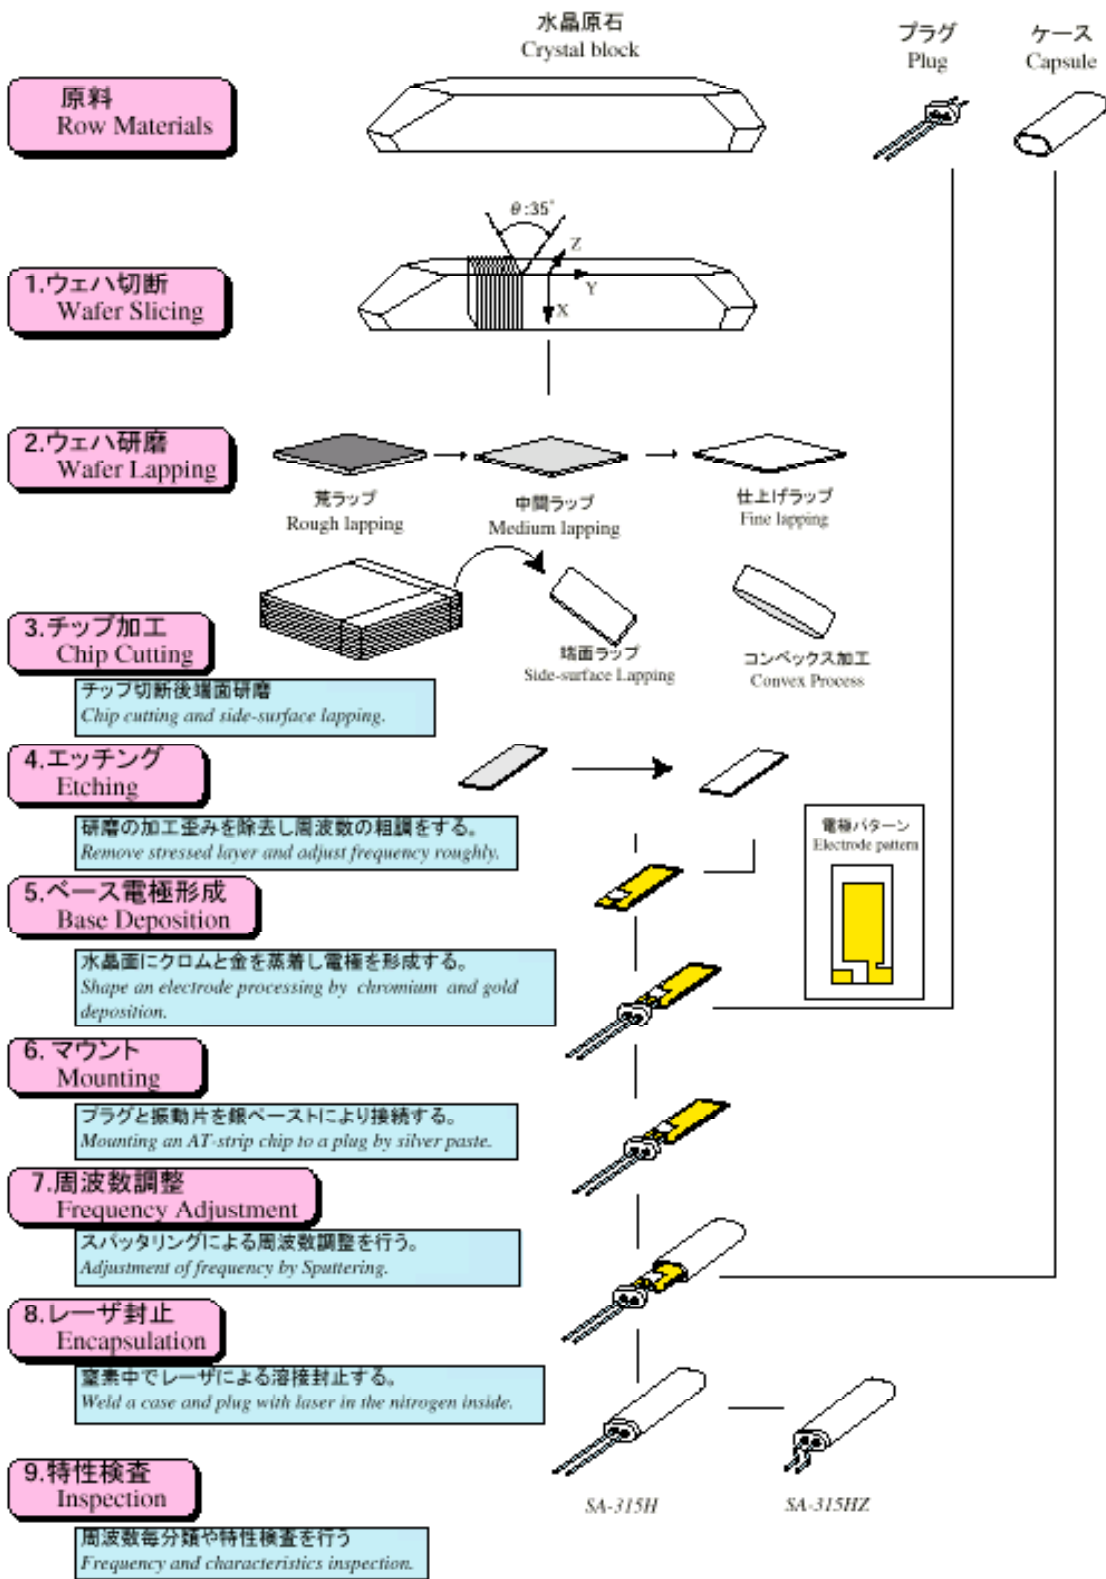 水晶原石
Crystal block
プラグ
Plug
ケース
Capsule
原料
Row Materials
θ:35°
Z
Y
X
1.ウェハ切断
Wafer Slicing
2.ウェハ研磨
Wafer Lapping
荒ラップ
Rough lapping
中間ラップ
Medium lapping
仕上げラップ
Fine lapping
3.チップ加工
Chip Cutting
端面ラップ
Side-surface Lapping
コンベックス加工
Convex Process
チップ切断後端面研磨
Chip cutting and side-surface lapping.
4.エッチング
Etching
研磨の加工歪みを除去し周波数の粗調をする。
Remove stressed layer and adjust frequency roughly.
電極パターン
Electrode pattern
5.ベース電極形成
Base Deposition
水晶面にクロムと金を蒸着し電極を形成する。
Shape an electrode processing by chromium and gold
deposition.
6.マウント
Mounting
プラグと振動片を銀ペーストにより接続する。
Mounting an AT-strip chip to a plug by silver paste.
7.周波数調整
Frequency Adjustment
スパッタリングによる周波数調整を行う。
Adjustment of frequency by Sputtering.
8.レーザ封止
Encapsulation
窒素中でレーザによる溶接封止する。
Weld a case and plug with laser in the nitrogen inside.
9.特性検査
Inspection
SA-315H
SA-315HZ
周波数毎分類や特性検査を行う
Frequency and characteristics inspection.